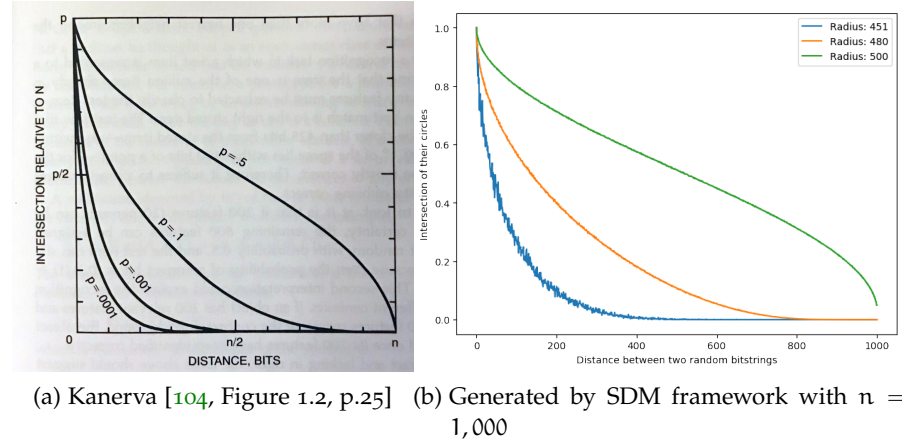 p
p/2
0
n/2
n
INTERSECTION RELATIVE TO N
DISTANCE, BITS
p=.5
p=.1
p=.001
p=.0001
1.0
0.8
0.6
0.4
0.2
0.0
Intersection of their circles
0 200 400 600 800 1000
Distance between two random bitstrings
Radius: 451
Radius: 480
Radius: 500
(a) Kanerva [104, Figure 1.2, p.25]
(b) Generated by SDM framework with n =
1,000